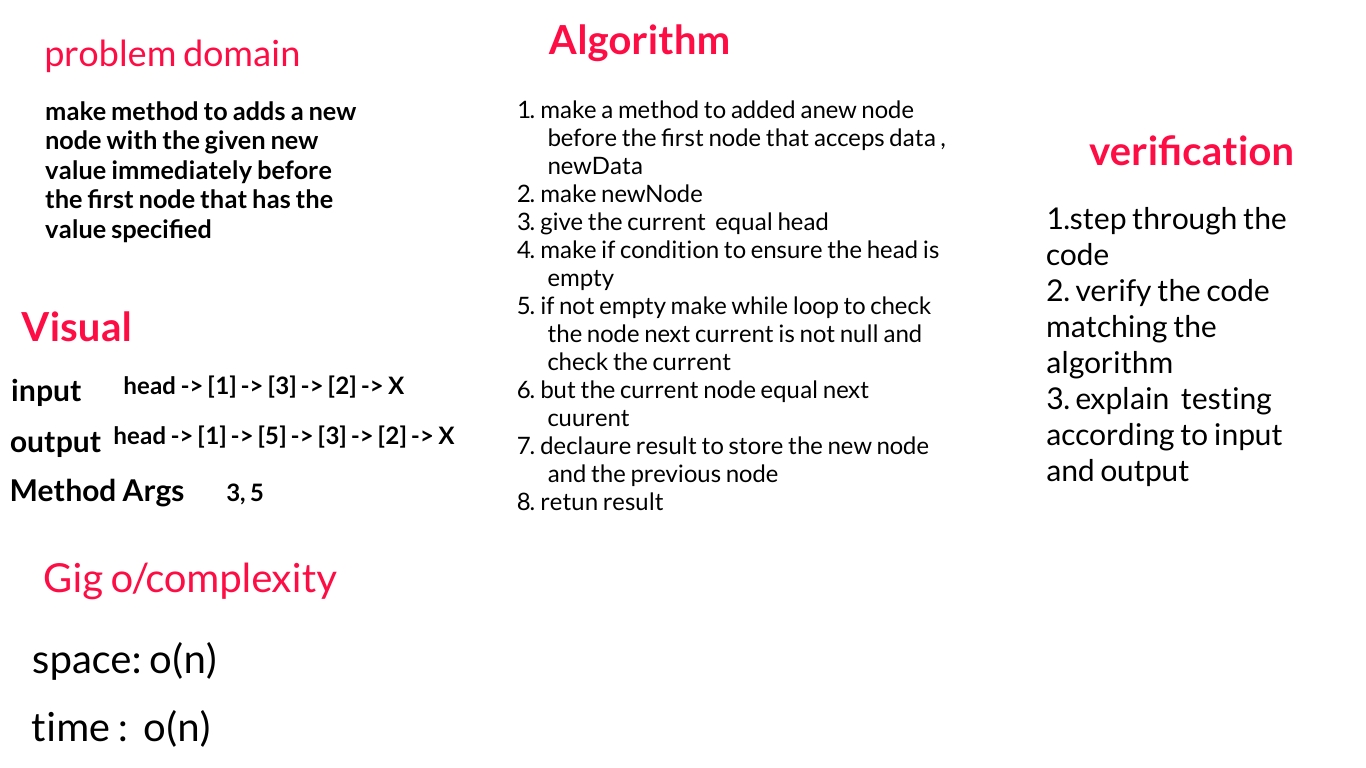 problem domain
make method to adds a new
node with the given new
value immediately before
the first node that has the
value specified
Visual
input head -> [1] -> [3] -> [2] -> X
output head -> [1] -> [5] -> [3] -> [2] -> X
Method Args 3, 5
Gig o/complexity
space: o(n)
time : o(n)
Algorithm
1. make a method to added anew node
before the first node that acceps data ,
newData
2. make newNode
3. give the current equal head
4. make if condition to ensure the head is
empty
5. if not empty make while loop to check
the node next current is not null and
check the current
6. but the current node equal next
cuurent
7. declaure result to store the new node
and the previous node
8. retun result
verification
1.step through the
code
2. verify the code
matching the
algorithm
3. explain testing
according to input
and output